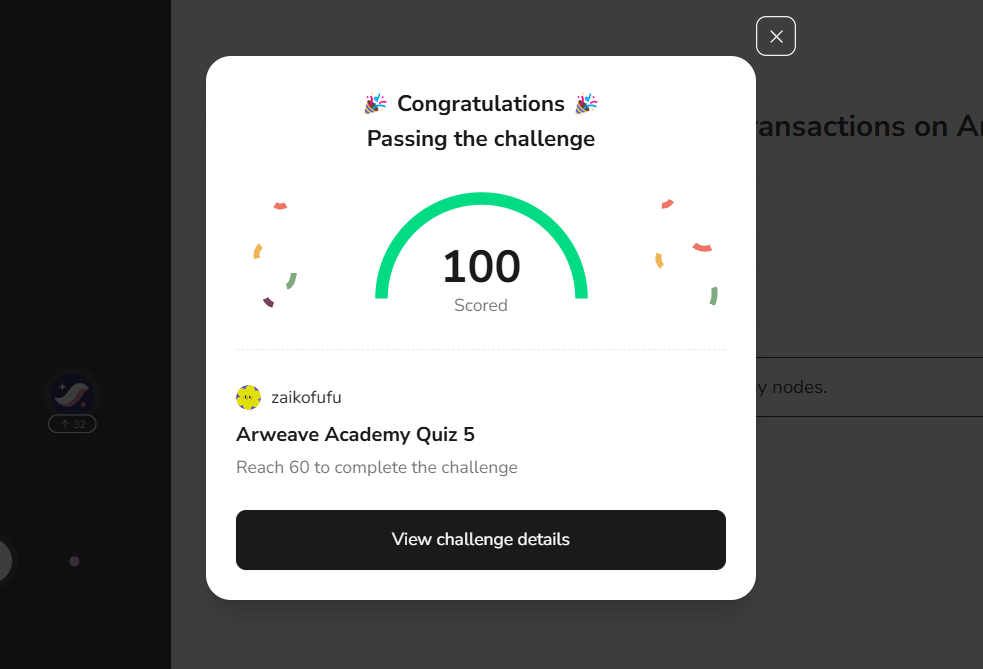 Congratulations
Passing the challenge
ransactions on A
100
Scored
y nodes.
zaikofufu
32
Arweave Academy Quiz 5
Reach 60 to complete the challenge
View challenge details